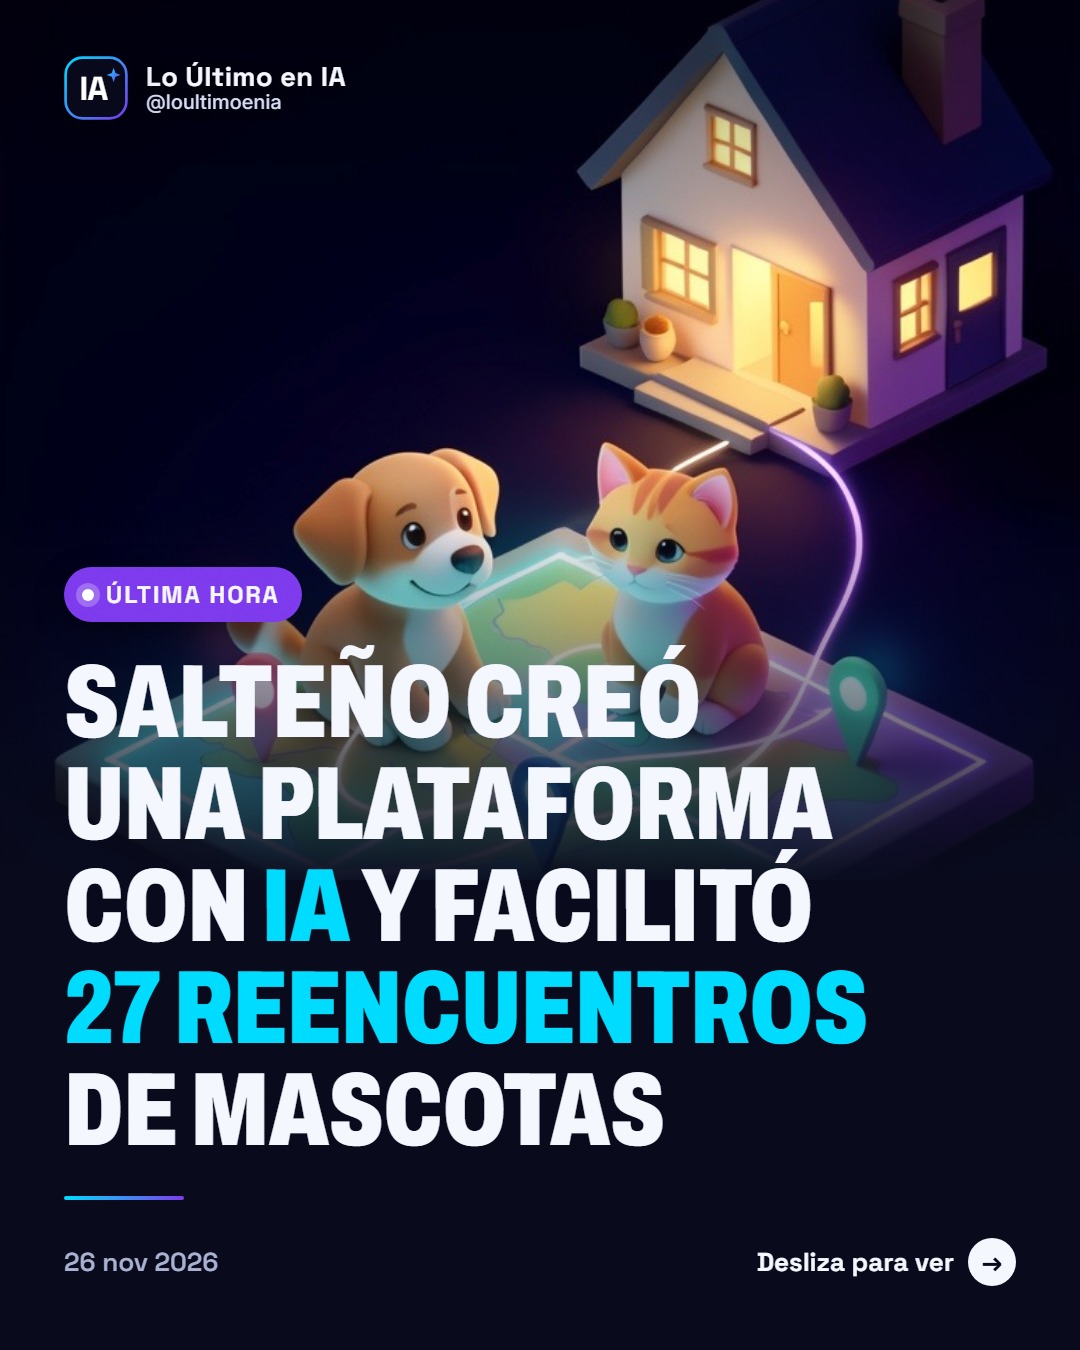 IA
Lo Último en IA
@loultimoenia
ÚLTIMA HORA
SALTEÑO CREÓ
UNA PLATAFORMA
CON IA Y FACILITÓ
27 REENCUENTROS
DE MASCOTAS
26 nov 2026
Desliza para ver →